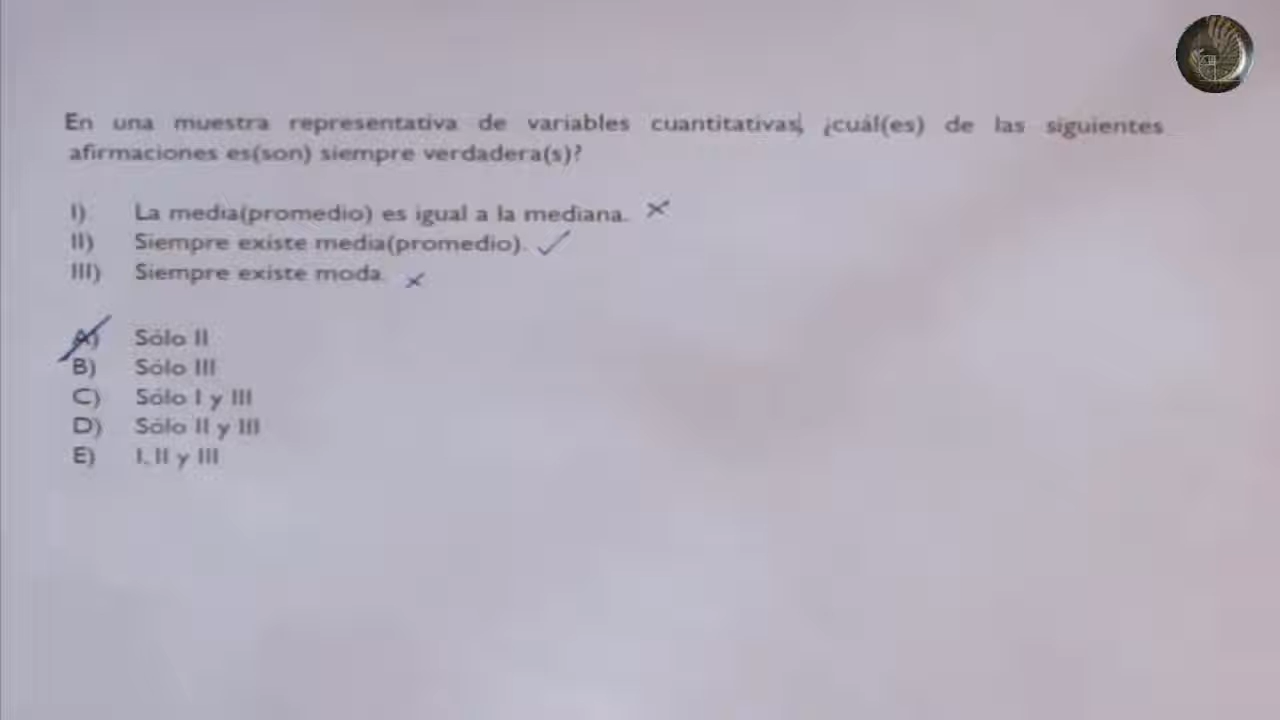 En una muestra representativa de variables cuantitativas, ¿cuál(es) de las siguientes
afirmaciones es(son) siempre verdadera(s)?
I) La media(promedio) es igual a la mediana. ×
II) Siempre existe media(promedio). ✓
III) Siempre existe moda. ×
A) Sólo II
B) Sólo III
C) Sólo I y III
D) Sólo II y III
E) I, II y III